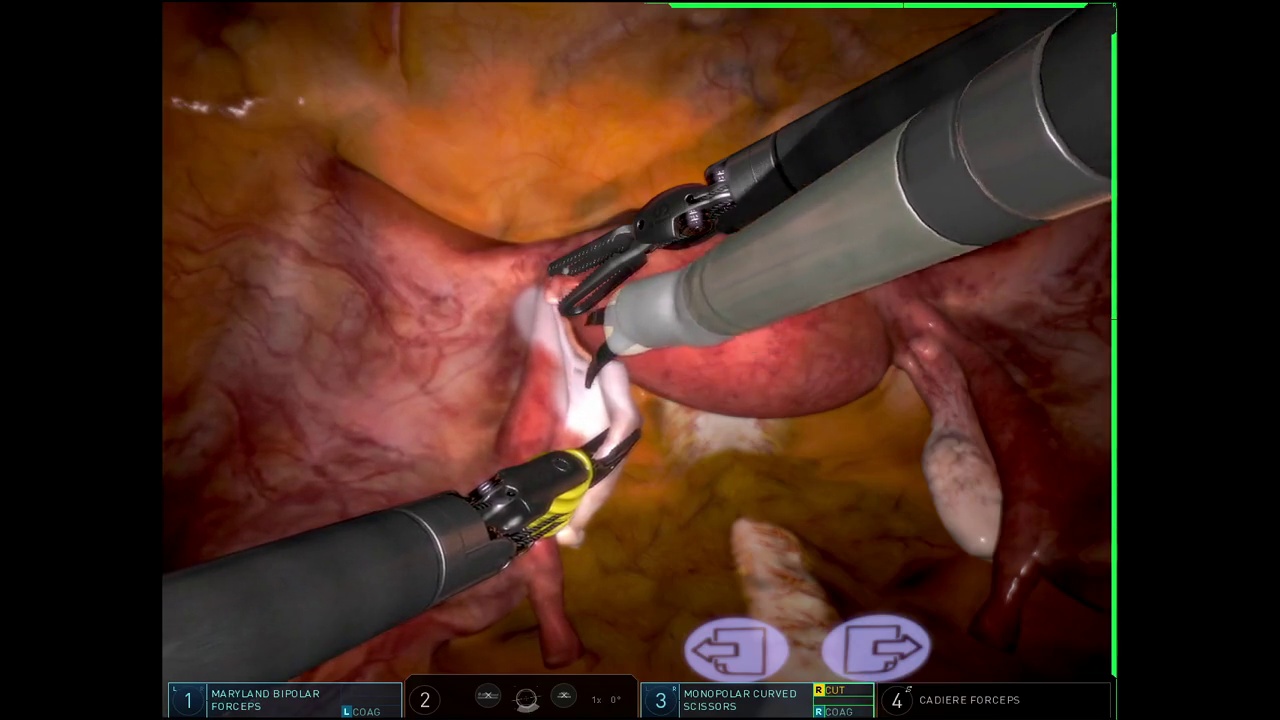 1 MARYLAND BIPOLAR
FORCEPS
L COAG
2 1x 0°
3 MONOPOLAR CURVED
SCISSORS
R CUT
R COAG
4 CADIERE FORCEPS